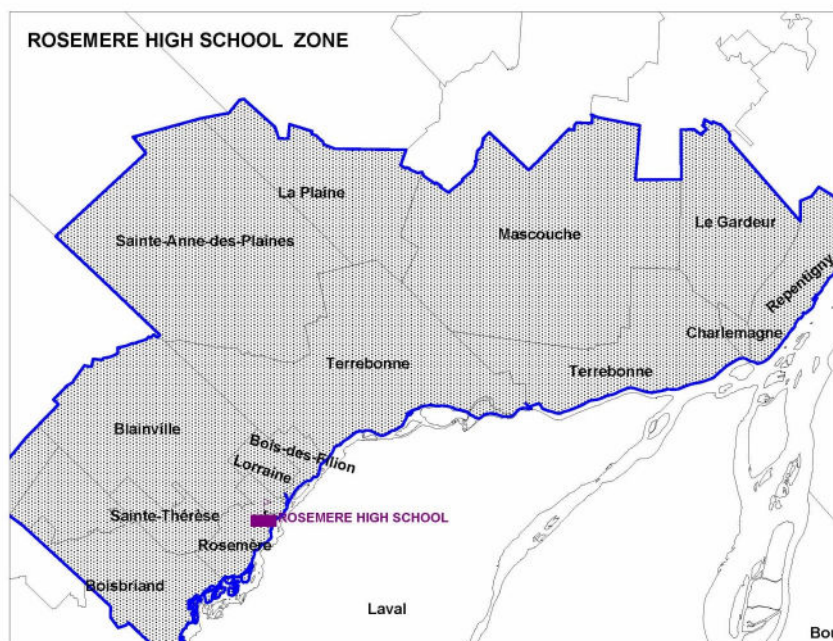 ROSEMERE HIGH SCHOOL ZONE
La Plaine
Sainte-Anne-des-Plaines
Mascouche
Le Gardeur
Repentigny
Charlemagne
Terrebonne
Terrebonne
Blainville
Bois-des-Filion
Lorraine
Sainte-Thérèse
ROSEMERE HIGH SCHOOL
Rosemère
Boisbriand
Laval